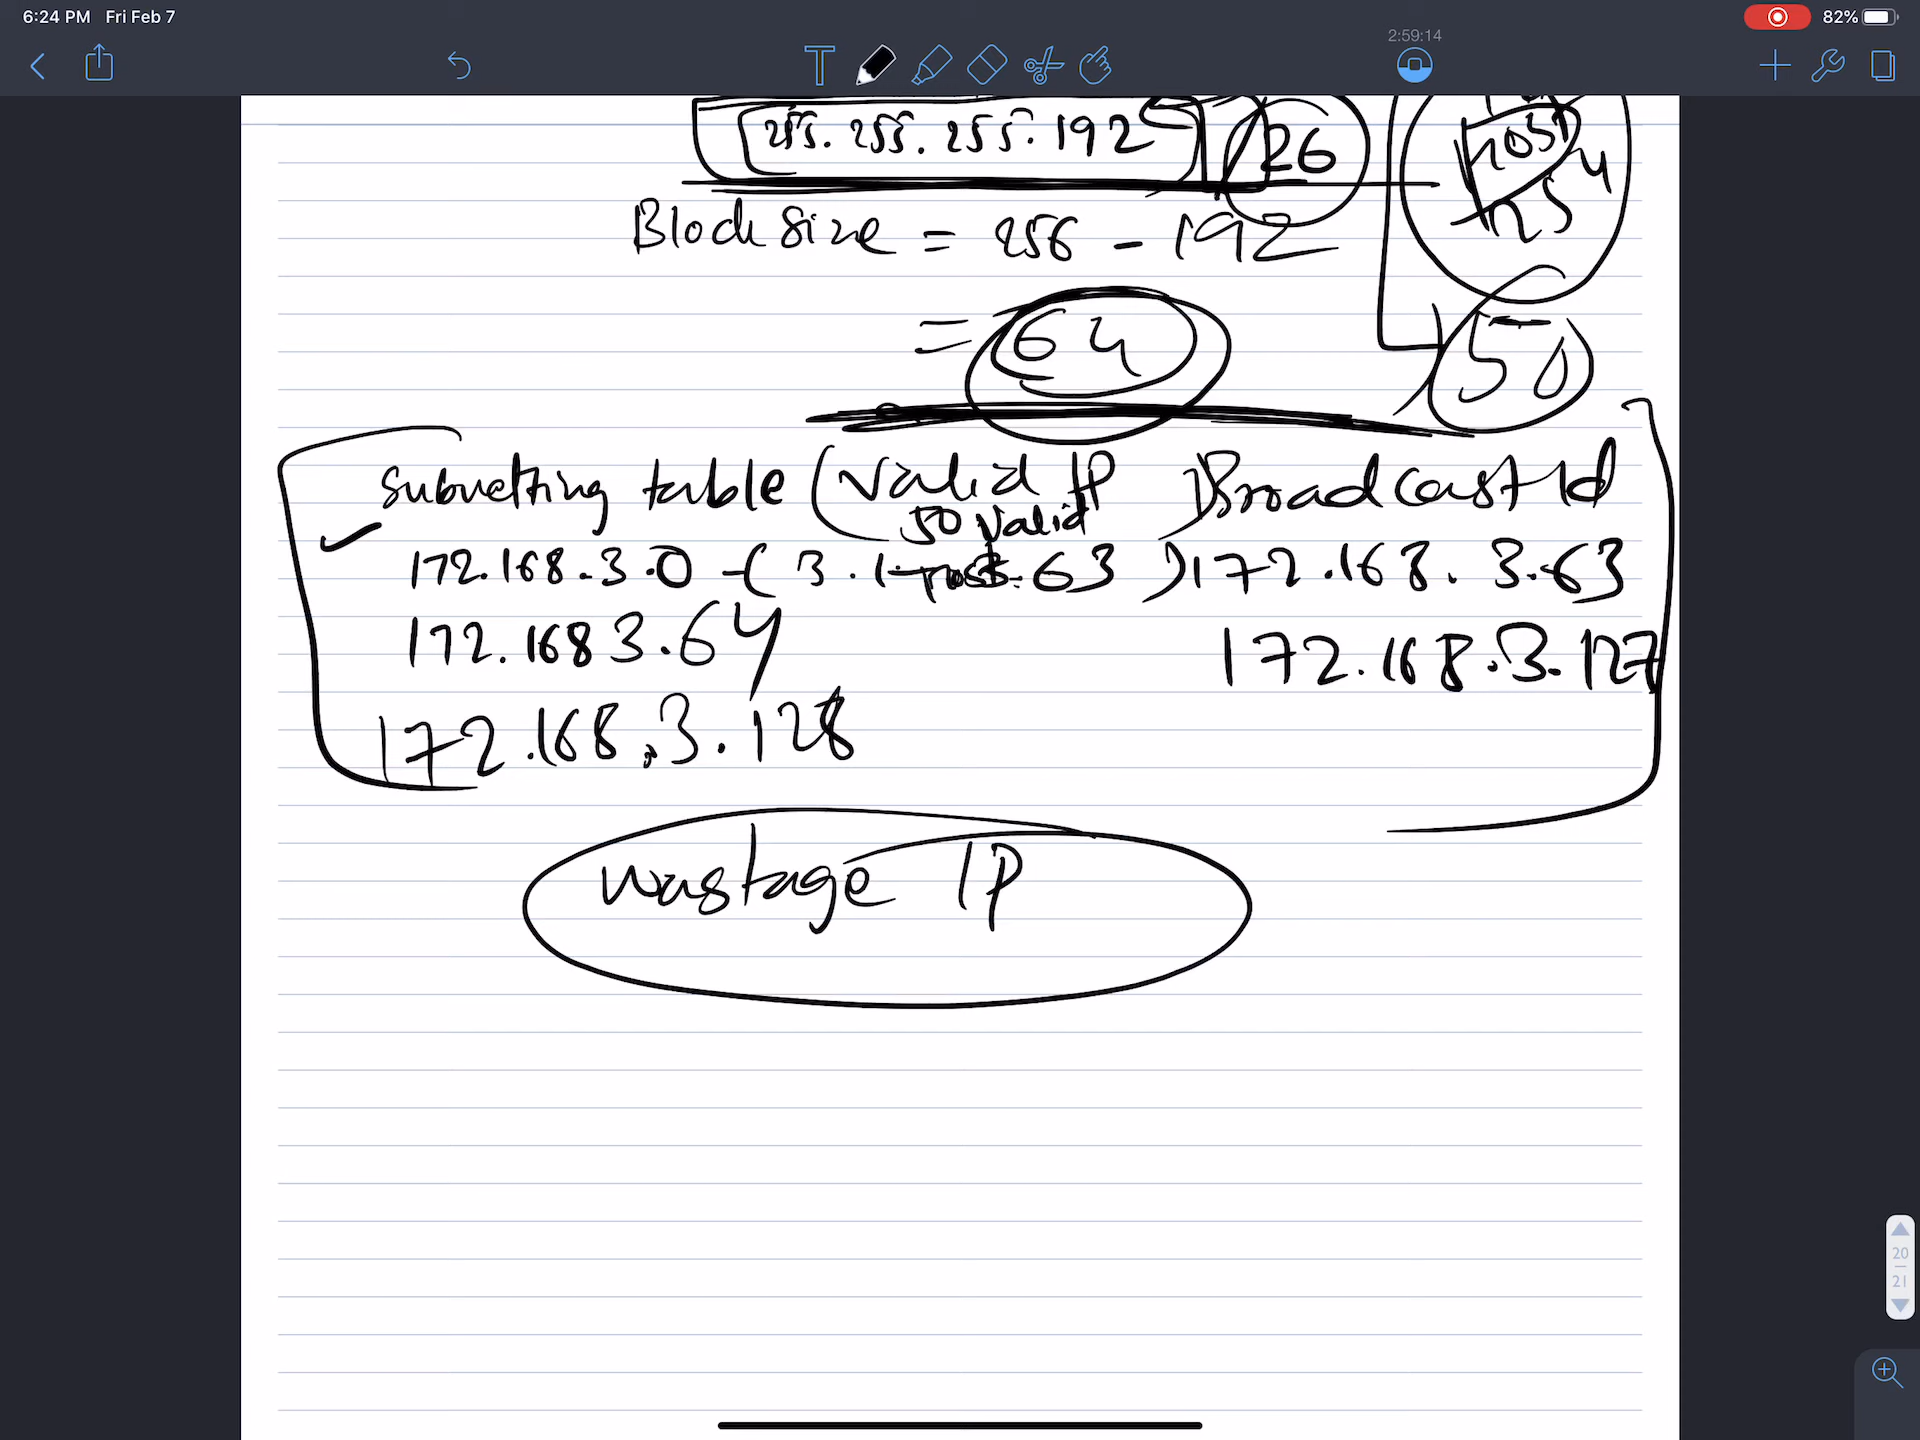 6:24 PM Fri Feb 7
82%
2:59:14
T
255.255.255.192 /26
host
Block Size = 256 - 192
= 64
50
Subnetting table (Valid IP) Broadcast Id
50 Valid
172.168.3.0 - (3.1 - 63) 172.168.3.63
172.168 3.64 172.168.3.127
172.168.3.128
wastage IP
20
21